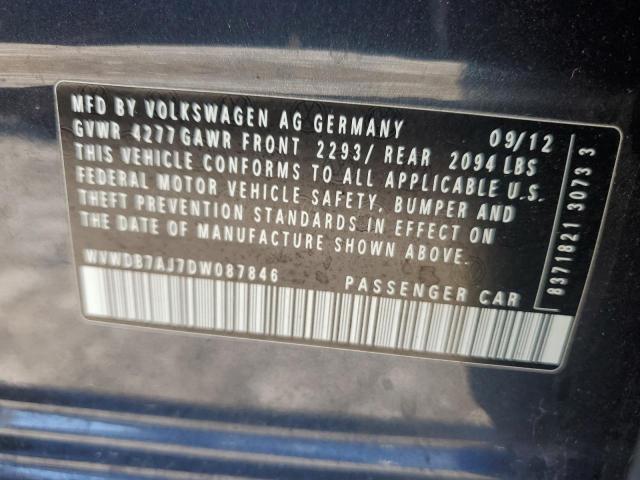 MFD BY VOLKSWAGEN AG GERMANY 09/12
GVWR 4277 GAWR FRONT 2293/ REAR 2094 LBS
THIS VEHICLE CONFORMS TO ALL APPLICABLE U.S.
FEDERAL MOTOR VEHICLE SAFETY, BUMPER AND
THEFT PREVENTION STANDARDS IN EFFECT ON
THE DATE OF MANUFACTURE SHOWN ABOVE.
WVWDB7AJ7DW087846 PASSENGER CAR
8371821 3073 3